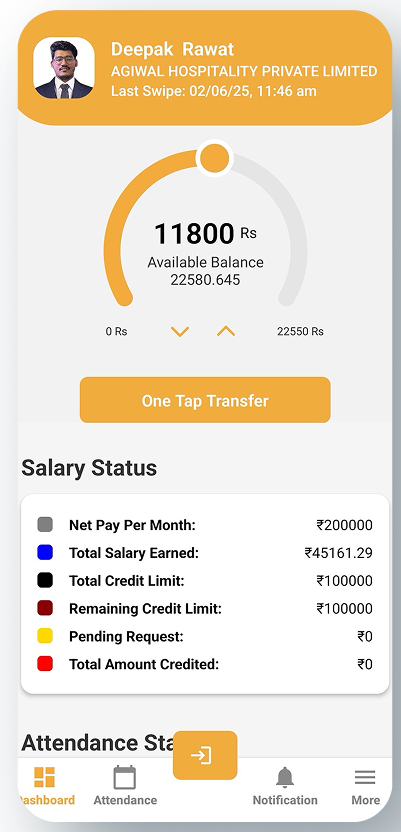 Deepak Rawat
AGIWAL HOSPITALITY PRIVATE LIMITED
Last Swipe: 02/06/25, 11:46 am
11800 Rs
Available Balance
22580.645
0 Rs
22550 Rs
One Tap Transfer
Salary Status
Net Pay Per Month: ₹200000
Total Salary Earned: ₹45161.29
Total Credit Limit: ₹100000
Remaining Credit Limit: ₹100000
Pending Request: ₹0
Total Amount Credited: ₹0
Attendance Sta
Dashboard Attendance Notification More